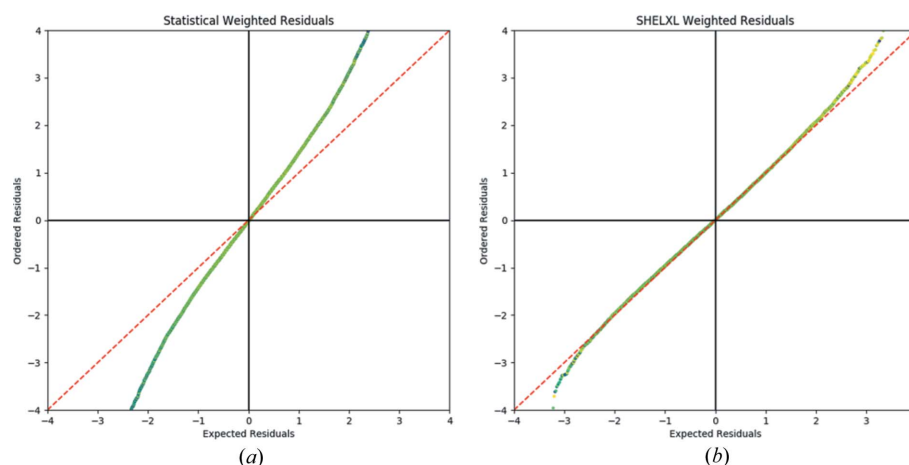 Statistical Weighted Residuals
4
3
2
1
0
−1
−2
−3
−4
Ordered Residuals
−4 −3 −2 −1 0 1 2 3 4
Expected Residuals
(a)
SHELXL Weighted Residuals
4
3
2
1
0
−1
−2
−3
−4
Ordered Residuals
−4 −3 −2 −1 0 1 2 3
Expected Residuals
(b)